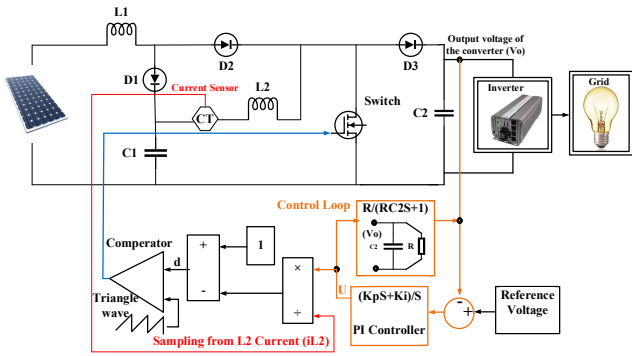 L1
Output voltage of
the converter (Vo)
D2
D3
D1
L2
Current Sensor
CT
Switch
C2
C1
Inverter
Grid
Control Loop
R/(RC2S+1)
(Vo)
C2
R
Comperator
d
+
-
1
×
÷
U
(KpS+Ki)/S
PI Controller
-
+
Reference
Voltage
Triangle
wave
Sampling from L2 Current (iL2)